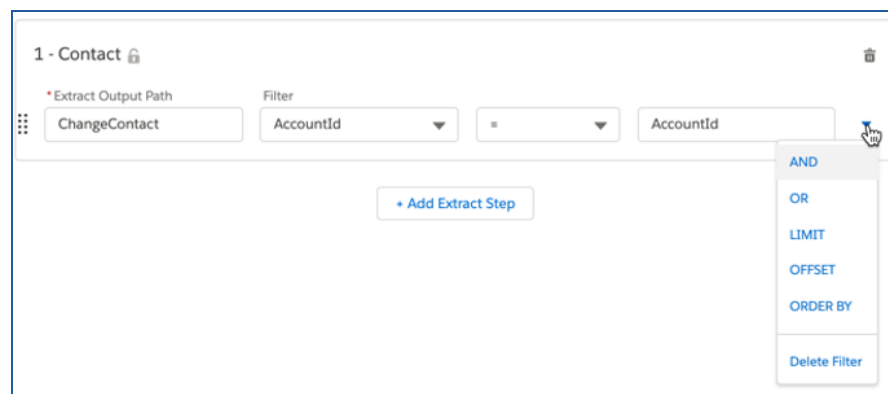 1 - Contact
*Extract Output Path Filter
ChangeContact AccountId = AccountId
AND
+ Add Extract Step
OR
LIMIT
OFFSET
ORDER BY
Delete Filter